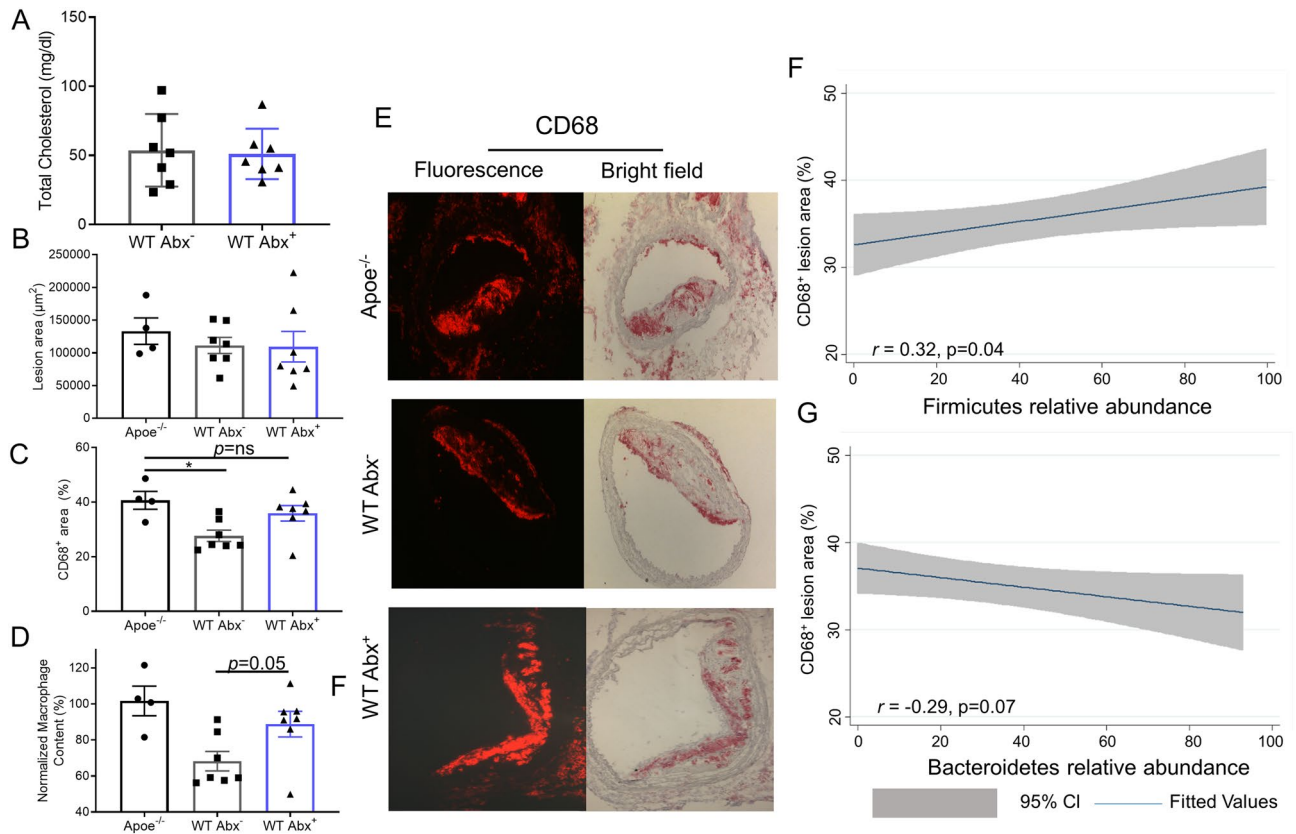 A
Total Cholesterol (mg/dl)
150
100
50
0
WT Abx⁻
WT Abx⁺
B
Lesion area (µm²)
250000
200000
150000
100000
50000
0
Apoe⁻/⁻
WT Abx⁻
WT Abx⁺
C
CD68⁺ area (%)
60
40
20
0
p=ns
*
Apoe⁻/⁻
WT Abx⁻
WT Abx⁺
D
Normalized Macrophage
Content (%)
120
100
80
60
40
p=0.05
Apoe⁻/⁻
WT Abx⁻
WT Abx⁺
F
E
CD68
Fluorescence
Bright field
Apoe⁻/⁻
WT Abx⁻
WT Abx⁺
F
CD68⁺ lesion area (%)
50
40
30
20
r = 0.32, p=0.04
0 20 40 60 80 100
Firmicutes relative abundance
G
CD68⁺ lesion area (%)
50
40
30
20
r = -0.29, p=0.07
0 20 40 60 80 100
Bacteroidetes relative abundance
95% CI
Fitted Values